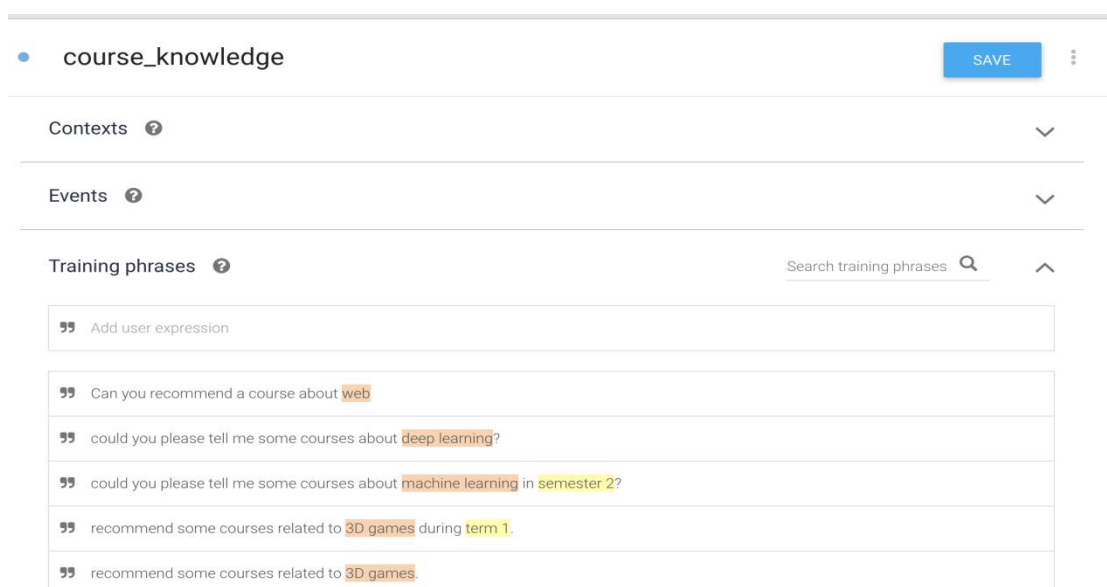 course_knowledge
SAVE
Contexts
Events
Training phrases
Search training phrases
Add user expression
Can you recommend a course about web
could you please tell me some courses about deep learning?
could you please tell me some courses about machine learning in semester 2?
recommend some courses related to 3D games during term 1.
recommend some courses related to 3D games.